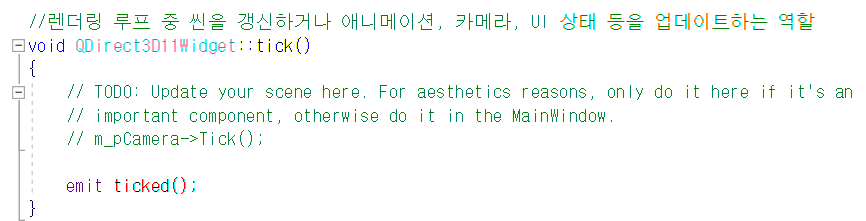 //렌더링 루프 중 씬을 갱신하거나 애니메이션, 카메라, UI 상태 등을 업데이트하는 역할
void QDirect3D11Widget::tick()
{
// TODO: Update your scene here. For aesthetics reasons, only do it here if it's an
// important component, otherwise do it in the MainWindow.
// m_pCamera->Tick();
emit ticked();
}